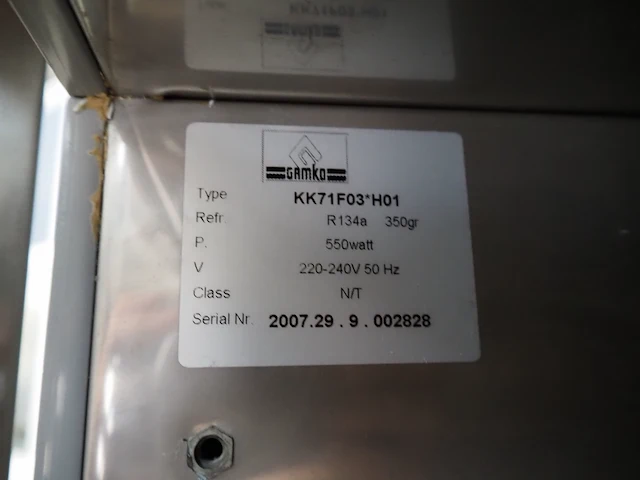 GAMKO
Type KK71F03*H01
Refr. R134a 350gr
P. 550watt
V 220-240V 50 Hz
Class N/T
Serial Nr. 2007.29 . 9 . 002828